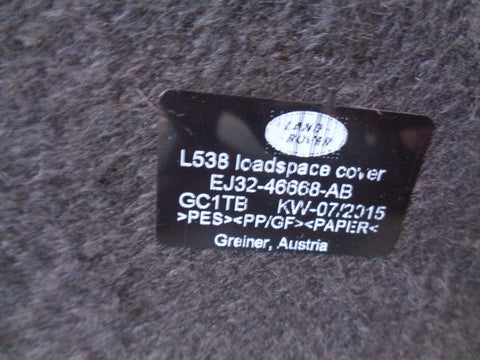 LAND-
ROVER
L538 loadspace cover
EJ32-46668-AB
GC1TB KW-07/2015
>PES><PP/GF><PAPER<
Greiner, Austria